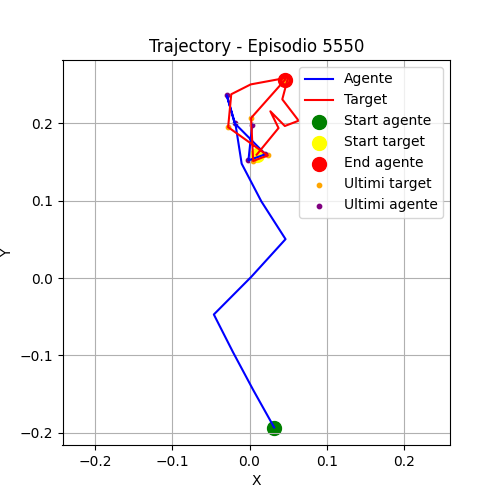 Trajectory - Episodio 5550
Agente
Target
Start agente
Start target
End agente
Ultimi target
Ultimi agente
Y
0.2
0.1
0.0
−0.1
−0.2
−0.2
−0.1
0.0
0.1
0.2
X